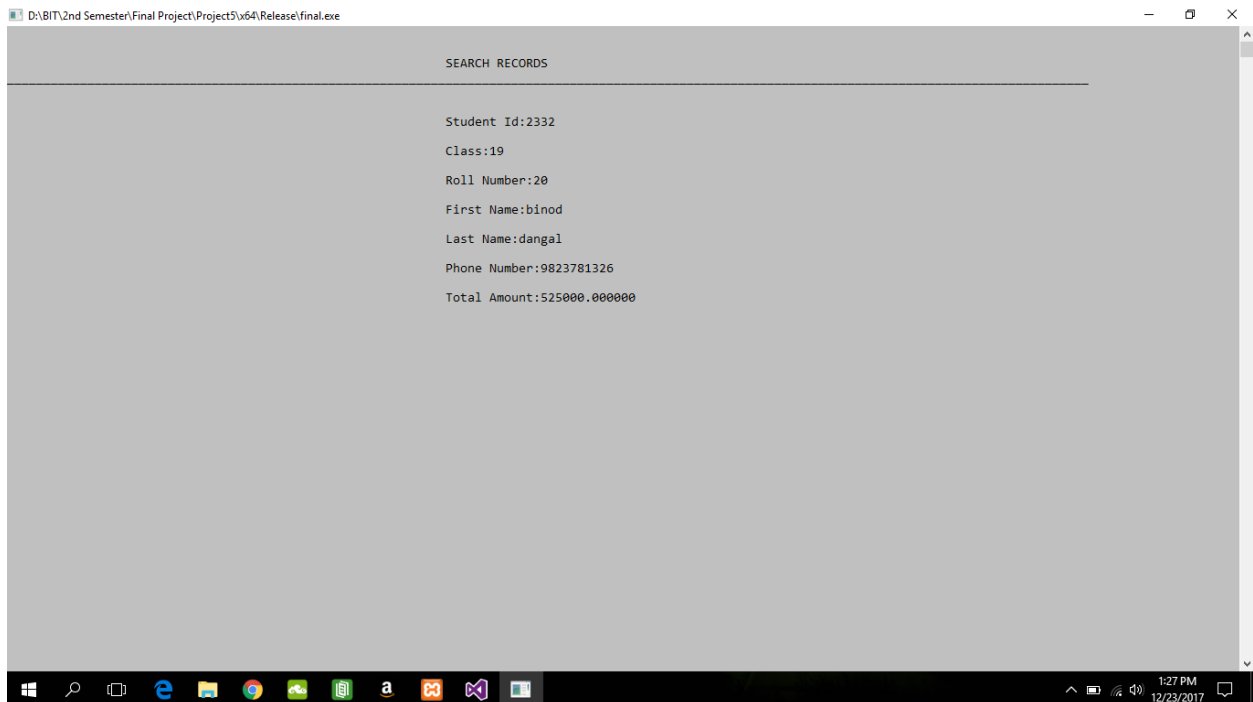 D:\BIT\2nd Semester\Final Project\Project5\x64\Release\final.exe
SEARCH RECORDS
Student Id:2332
Class:19
Roll Number:20
First Name:binod
Last Name:dangal
Phone Number:9823781326
Total Amount:525000.000000
1:27 PM
12/23/2017